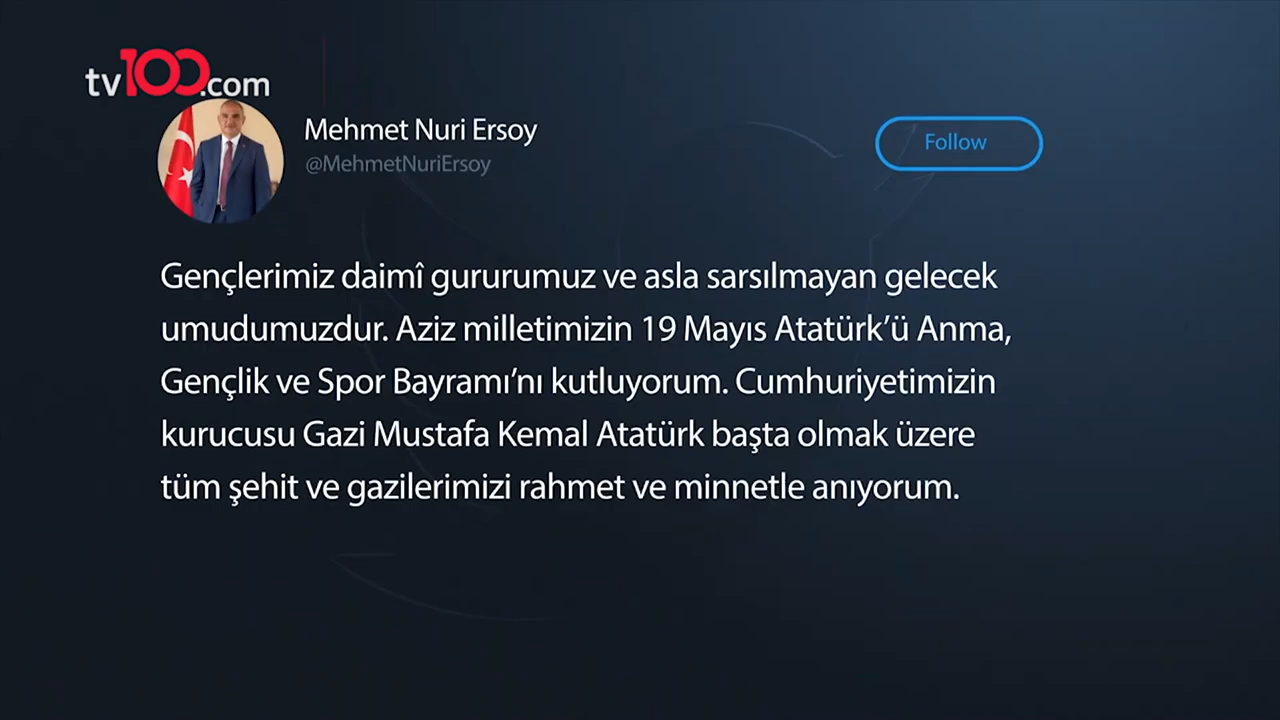 tv100.com
Mehmet Nuri Ersoy
@MehmetNuriErsoy
Follow
Gençlerimiz daimî gururumuz ve asla sarsılmayan gelecek
umudumuzdur. Aziz milletimizin 19 Mayıs Atatürk’ü Anma,
Gençlik ve Spor Bayramı’nı kutluyorum. Cumhuriyetimizin
kurucusu Gazi Mustafa Kemal Atatürk başta olmak üzere
tüm şehit ve gazilerimizi rahmet ve minnetle anıyorum.